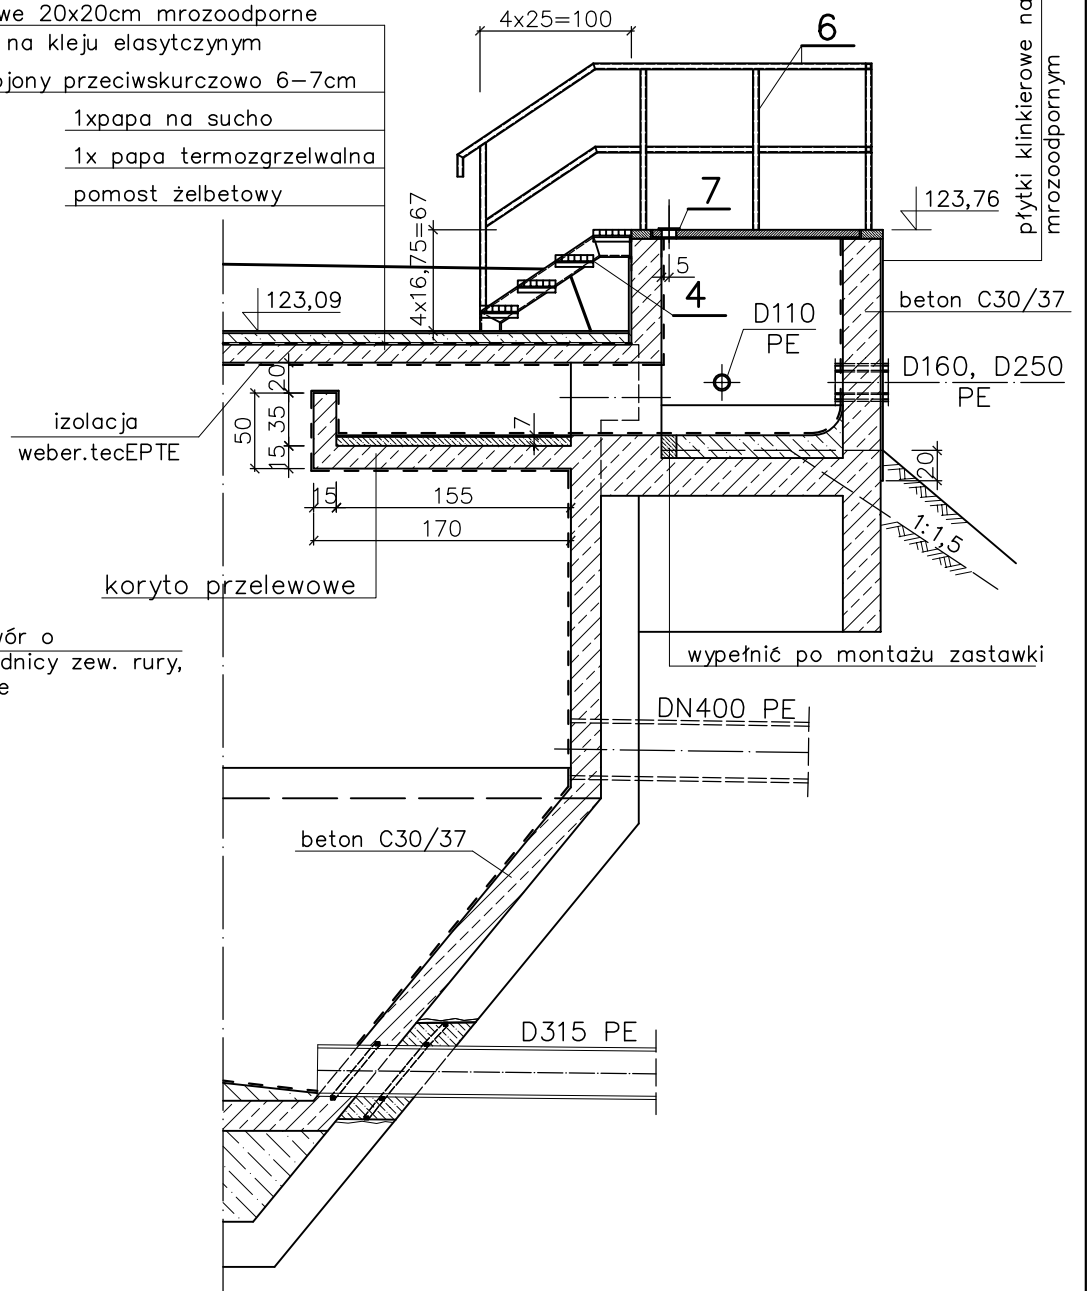 we 20x20cm mrozoodporne
na kleju elasytczynym
jony przeciwskurczowo 6-7cm
1xpapa na sucho
1x papa termozgrzelwalna
pomost żelbetowy
4x25=100
6
płytki klinkierowe na
mrozoodpornym
7
123,76
4x16,75=67
5
4
123,09
D110
PE
beton C30/37
D160, D250
PE
20
izolacja
weber.tecEPTE
50
35
15
7
20
15
155
170
1:1,5
koryto przelewowe
wór o
dnicy zew. rury,
e
wypełnić po montażu zastawki
DN400 PE
beton C30/37
D315 PE